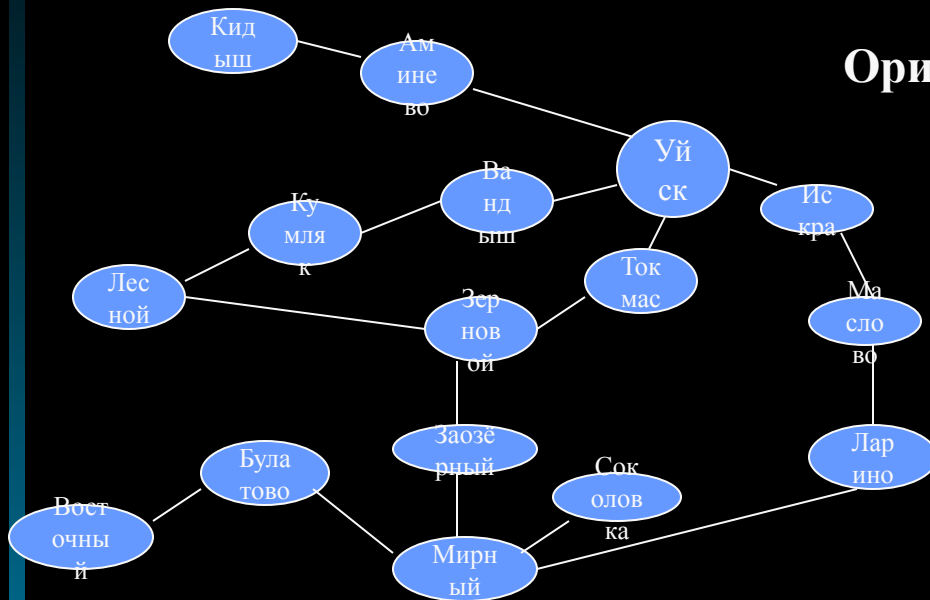 Кид
ыш
Ам
ине
во
Ори
Уй
ск
Ва
нд
ыш
Ис
кра
Ку
мля
к
Ток
мас
Лес
ной
Зер
нов
ой
Ма
сло
во
Заозё
рный
Лар
ино
Була
тово
Сок
олов
ка
Вост
очны
й
Мирн
ый